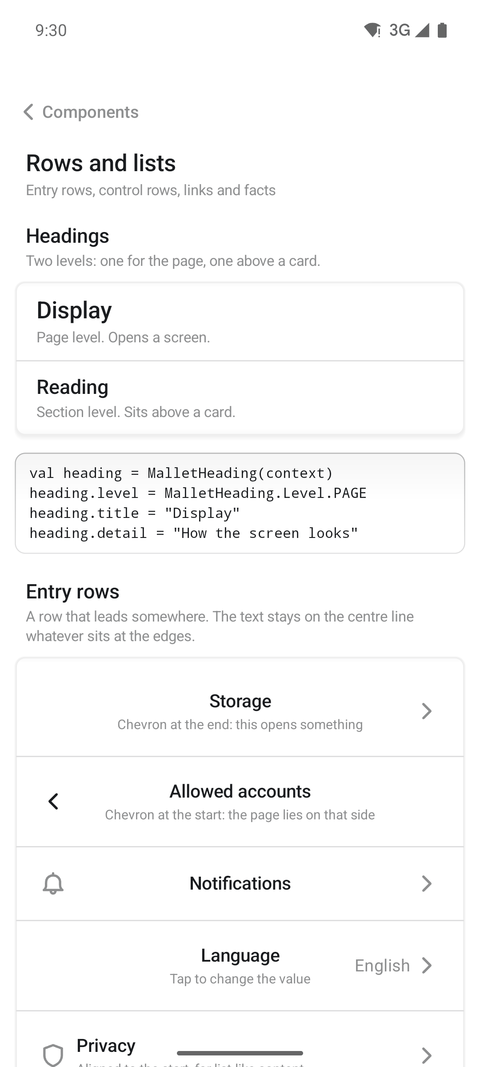 9:30
3G
Components
Rows and lists
Entry rows, control rows, links and facts
Headings
Two levels: one for the page, one above a card.
Display
Page level. Opens a screen.
Reading
Section level. Sits above a card.
val heading = MalletHeading(context)
heading.level = MalletHeading.Level.PAGE
heading.title = "Display"
heading.detail = "How the screen looks"
Entry rows
A row that leads somewhere. The text stays on the centre line
whatever sits at the edges.
Storage
Chevron at the end: this opens something
Allowed accounts
Chevron at the start: the page lies on that side
Notifications
Language
Tap to change the value
English
Privacy